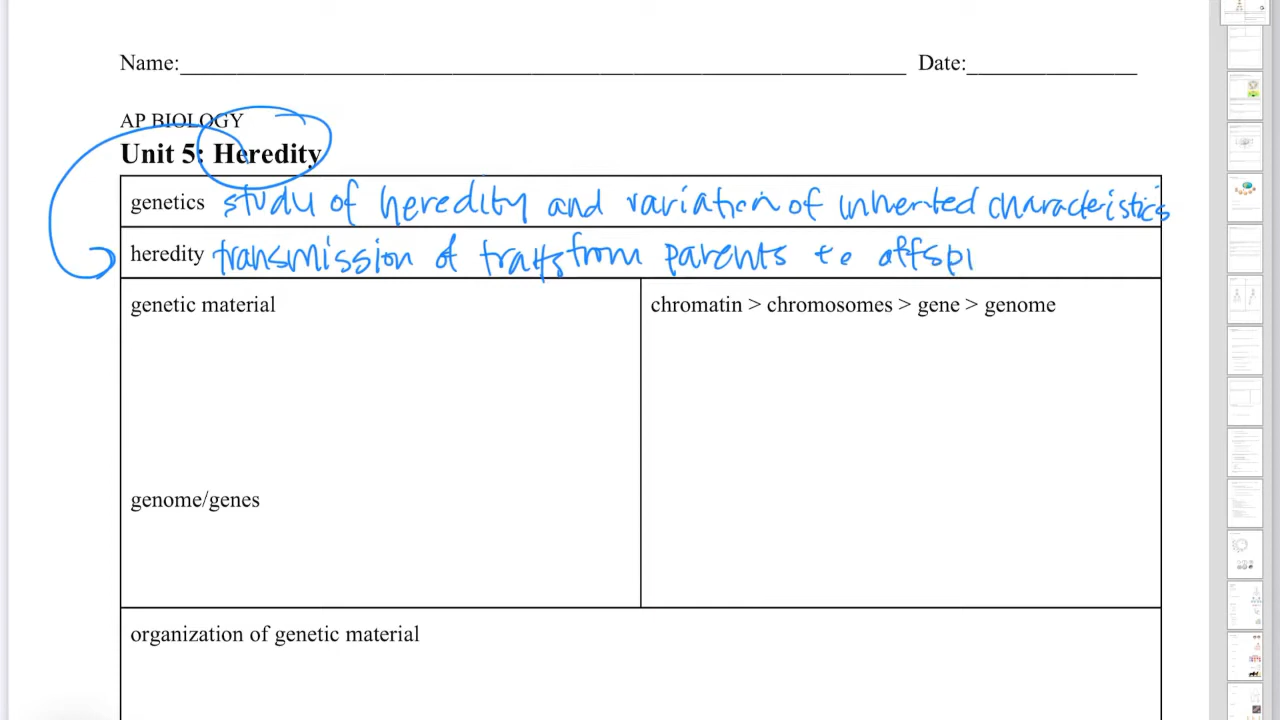 Name:_______________ Date:_______________
AP BIOLOGY
Unit 5: Heredity
genetics study of heredity and variation of inherited characteristics
heredity transmission of traits from parents to offspr
genetic material
chromatin > chromosomes > gene > genome
genome/genes
organization of genetic material